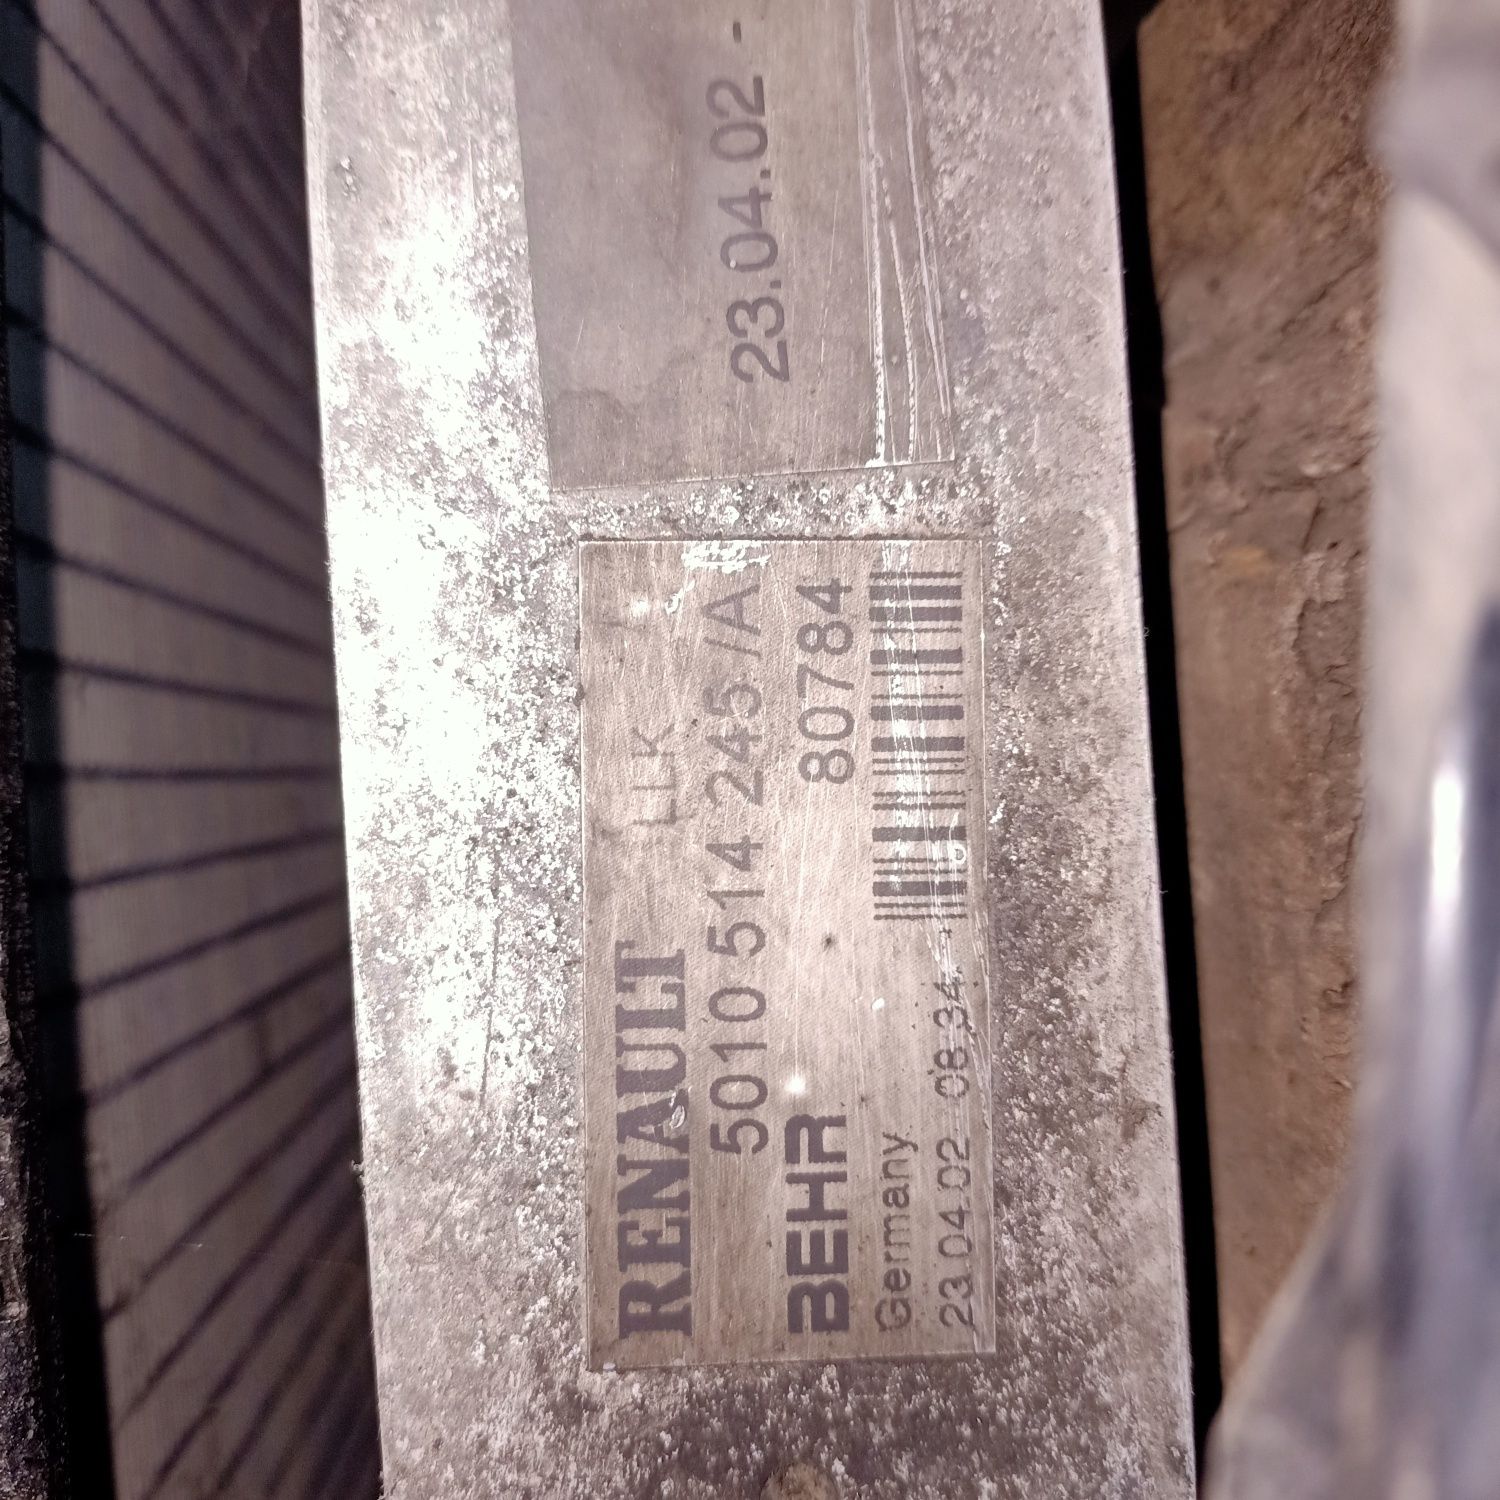 RENAULT LLK
5010 514 245 /A
BEHR 80784
Germany
23.04.02 08:34
23.04.02 -